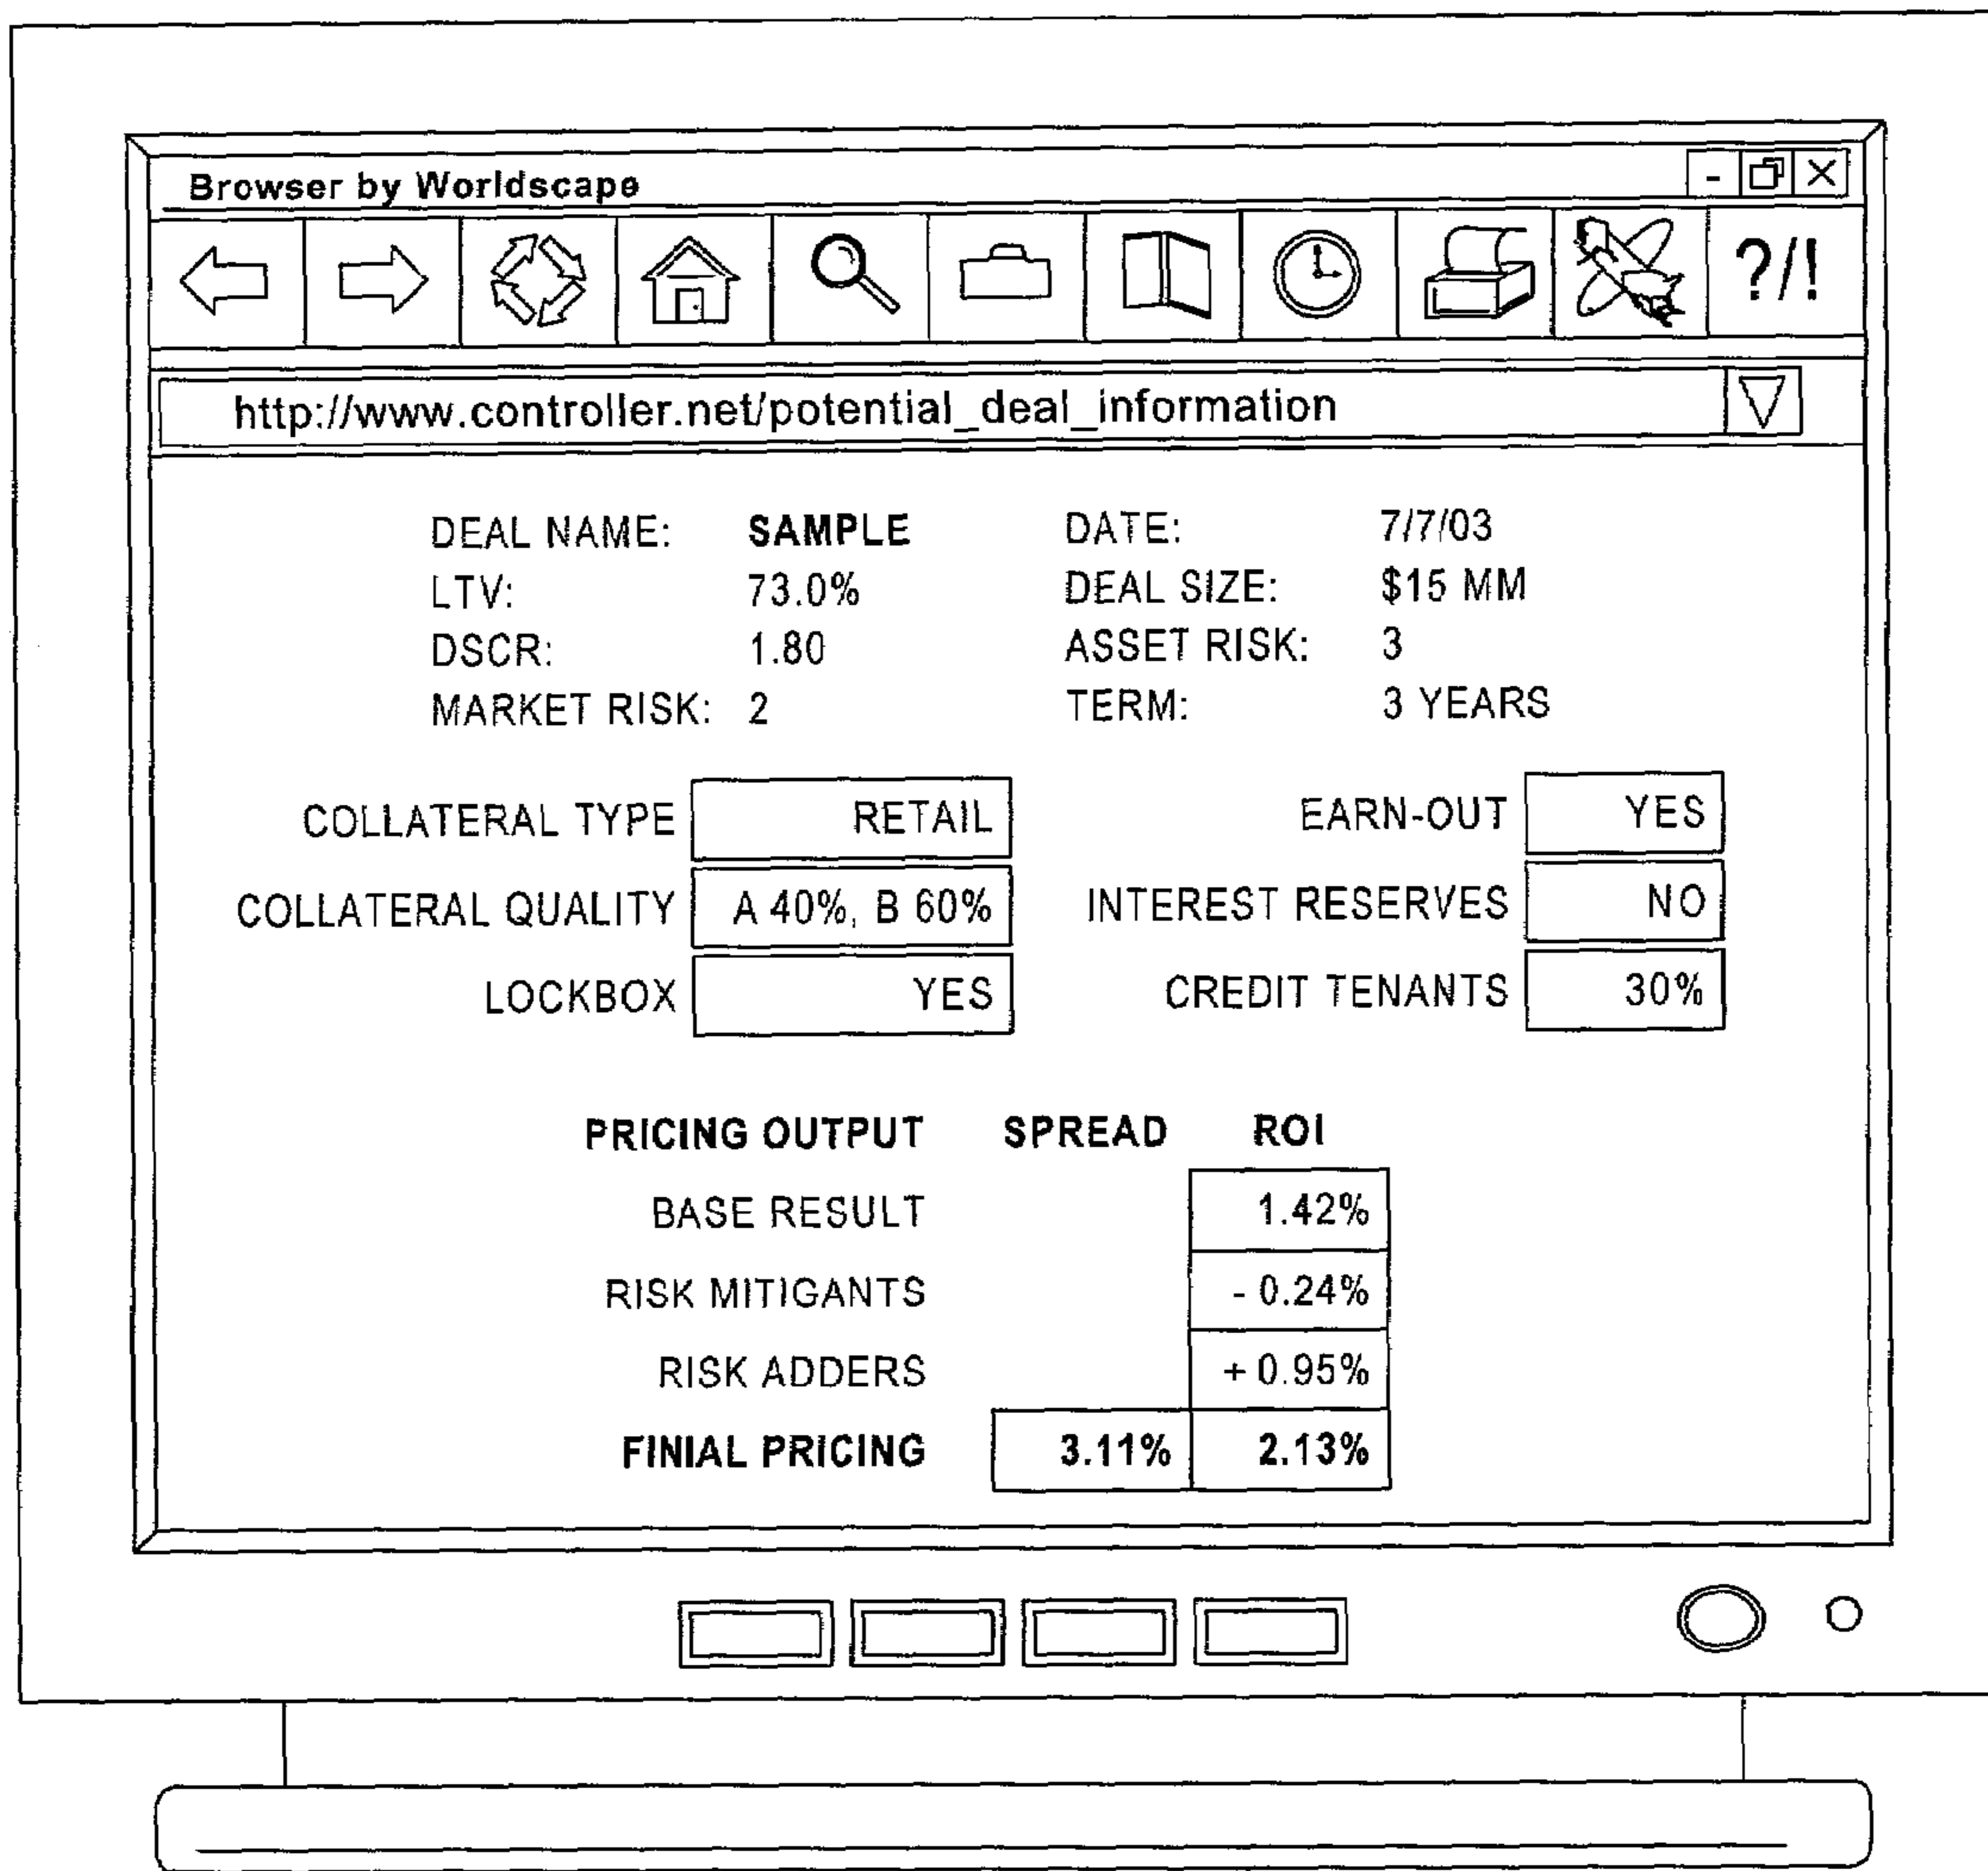 Browser by Worldscape
?/!
http://www.controller.net/potential_deal_information
DEAL NAME: SAMPLE DATE: 7/7/03
LTV: 73.0% DEAL SIZE: $15 MM
DSCR: 1.80 ASSET RISK: 3
MARKET RISK: 2 TERM: 3 YEARS
COLLATERAL TYPE RETAIL EARN-OUT YES
COLLATERAL QUALITY A 40%, B 60% INTEREST RESERVES NO
LOCKBOX YES CREDIT TENANTS 30%
PRICING OUTPUT SPREAD ROI
BASE RESULT 1.42%
RISK MITIGANTS - 0.24%
RISK ADDERS + 0.95%
FINIAL PRICING 3.11% 2.13%